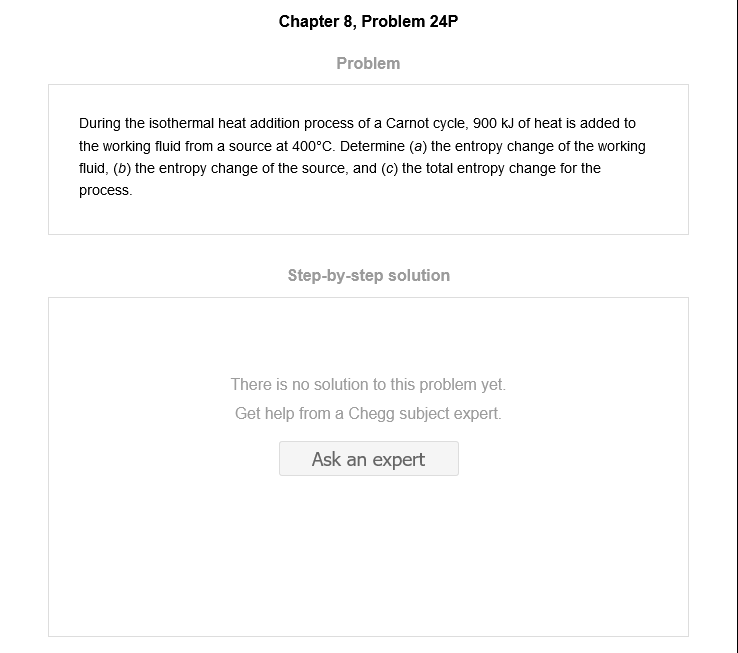 Chapter 8, Problem 24P
Problem
During the isothermal heat addition process of a Carnot cycle, 900 kJ of heat is added to
the working fluid from a source at 400°C. Determine (a) the entropy change of the working
fluid, (b) the entropy change of the source, and (c) the total entropy change for the
process.
Step-by-step solution
There is no solution to this problem yet.
Get help from a Chegg subject expert.
Ask an expert